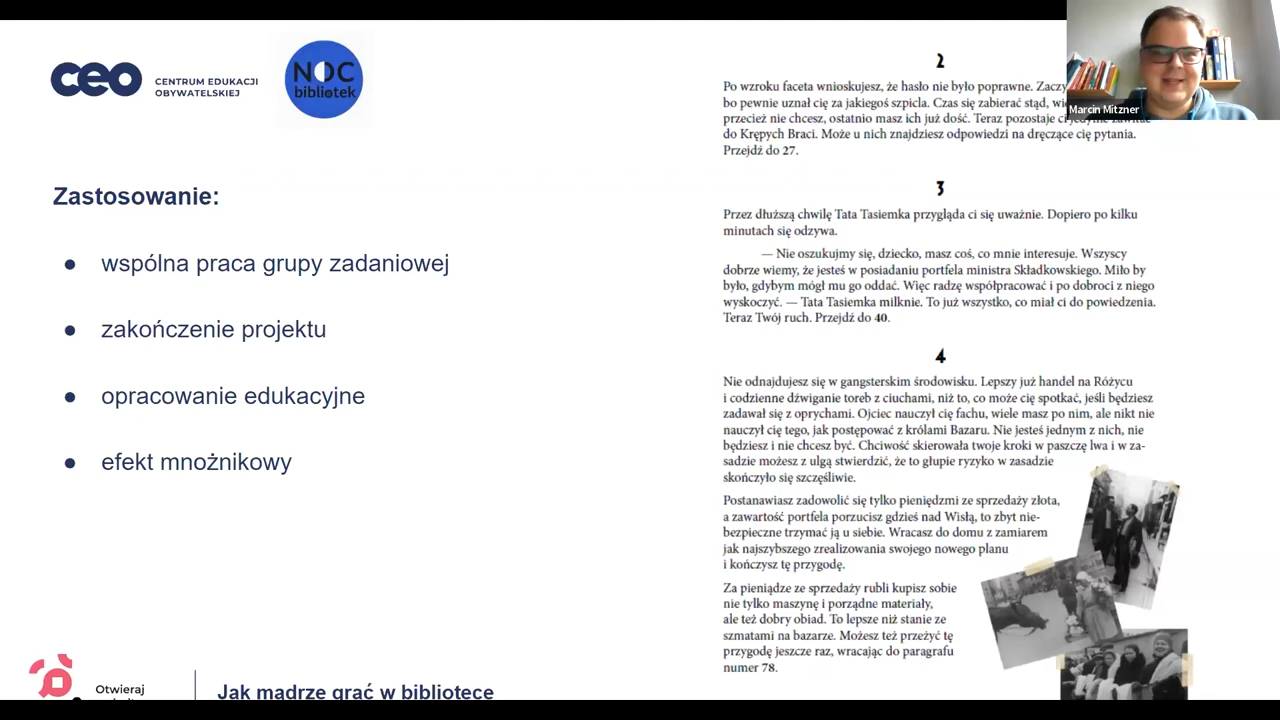 ceo
CENTRUM EDUKACJI
OBYWATELSKIEJ
NOC
bibliotek
Zastosowanie:
● wspólna praca grupy zadaniowej
● zakończenie projektu
● opracowanie edukacyjne
● efekt mnożnikowy
Otwieraj
Jak mądrze grać w bibliotece
2
Po wzroku faceta wnioskujesz, że hasło nie było poprawne.
bo pewnie uznał cię za jakiegoś szpicla. Czas się zabierać stąd,
przecież nie chcesz, ostatnio masz ich już dość. Teraz pozostaje
do Krępych Braci. Może u nich znajdziesz odpowiedzi na dręczące cię pytania.
Przejdź do 27.
3
Przez dłuższą chwilę Tata Tasiemka przygląda ci się uważnie. Dopiero po kilku
minutach się odzywa.
— Nie oszukujmy się, dziecko, masz coś, co mnie interesuje. Wszyscy
dobrze wiemy, że jesteś w posiadaniu portfela ministra Składkowskiego. Miło by
było, gdybym mógł mu go oddać. Więc radzę współpracować i po dobroci z niego
wyskoczyć. — Tata Tasiemka milknie. To już wszystko, co miał ci do powiedzenia.
Teraz Twój ruch. Przejdź do 40.
4
Nie odnajdujesz się w gangsterskim środowisku. Lepszy już handel na Różycu
i codzienne dźwiganie toreb z ciuchami, niż to, co może cię spotkać, jeśli będziesz
zadawał się z oprychami. Ojciec nauczył cię fachu, wiele masz po nim, ale nikt nie
nauczył cię tego, jak postępować z królami Bazaru. Nie jesteś jednym z nich, nie
będziesz i nie chcesz być. Chciwość skierowała twoje kroki w paszczę lwa i w za-
sadzie możesz z ulgą stwierdzić, że to głupie ryzyko w zasadzie
skończyło się szczęśliwie.
Postanawiasz zadowolić się tylko pieniędzmi ze sprzedaży złota,
a zawartość portfela porzucisz gdzieś nad Wisłą, to zbyt nie-
bezpieczne trzymać ją u siebie. Wracasz do domu z zamiarem
jak najszybszego zrealizowania swojego nowego planu
i kończysz tę przygodę.
Za pieniądze ze sprzedaży rubli kupisz sobie
nie tylko maszynę i porządne materiały,
ale też dobry obiad. To lepsze niż stanie ze
szmatami na bazarze. Możesz też przeżyć tę
przygodę jeszcze raz, wracając do paragrafu
numer 78.
Marcin Mitzner